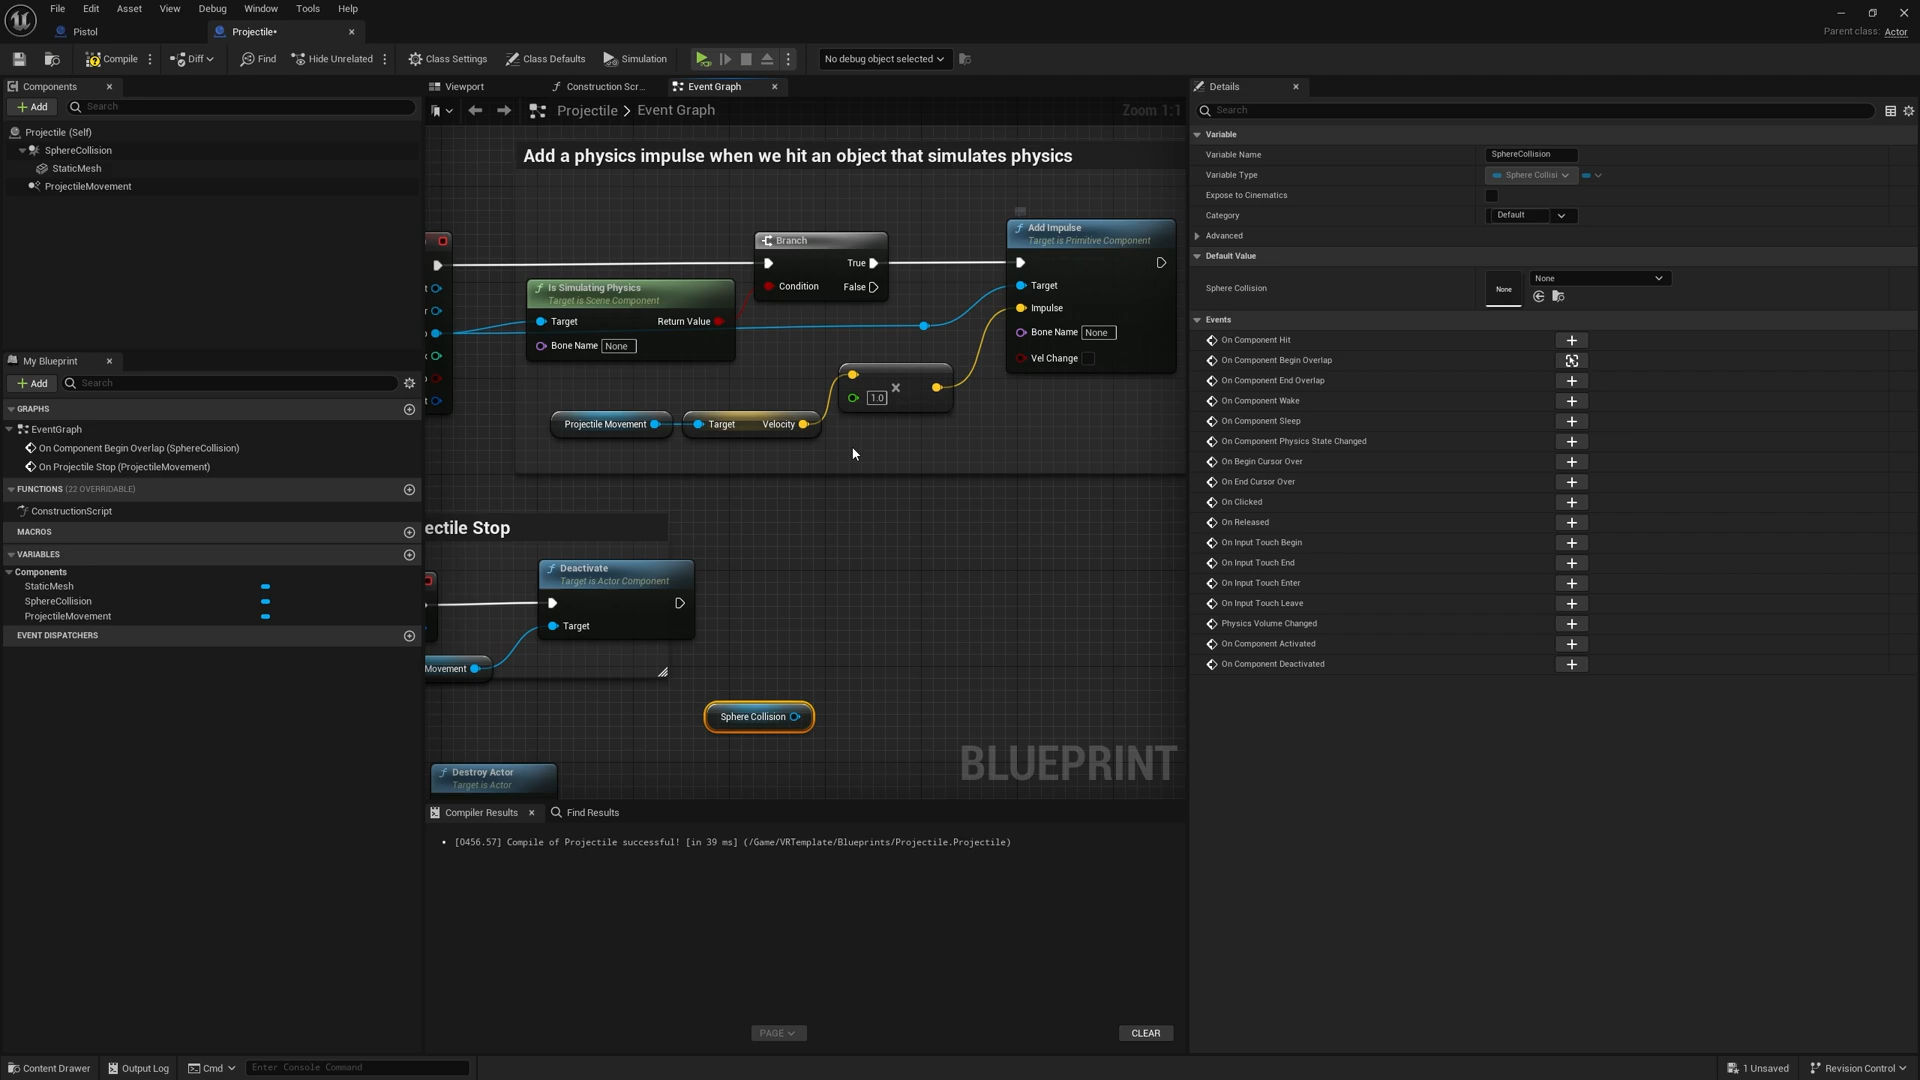 File Edit Asset View Debug Window Tools Help
Pistol
Projectile•
Parent class: Actor
Compile
Diff
Find
Hide Unrelated
Class Settings
Class Defaults
Simulation
No debug object selected
Components
Add
Search
Projectile (Self)
SphereCollision
StaticMesh
ProjectileMovement
My Blueprint
Add
Search
GRAPHS
EventGraph
On Component Begin Overlap (SphereCollision)
On Projectile Stop (ProjectileMovement)
FUNCTIONS (22 OVERRIDABLE)
ConstructionScript
MACROS
VARIABLES
Components
StaticMesh
SphereCollision
ProjectileMovement
EVENT DISPATCHERS
Viewport
Construction Scr...
Event Graph
Projectile > Event Graph
Zoom 1:1
Add a physics impulse when we hit an object that simulates physics
Branch
True
Condition
False
Is Simulating Physics
Target is Scene Component
Target
Return Value
Bone Name None
Add Impulse
Target is Primitive Component
Target
Impulse
Bone Name None
Vel Change
1.0
Projectile Movement
Target
Velocity
ectile Stop
Deactivate
Target is Actor Component
Target
Movement
Sphere Collision
Destroy Actor
Target is Actor
BLUEPRINT
Compiler Results
Find Results
• [0456.57] Compile of Projectile successful! [in 39 ms] (/Game/VRTemplate/Blueprints/Projectile.Projectile)
PAGE
CLEAR
Details
Search
Variable
Variable Name
SphereCollision
Variable Type
Sphere Collisi
Expose to Cinematics
Category
Default
Advanced
Default Value
Sphere Collision
None
None
Events
On Component Hit
On Component Begin Overlap
On Component End Overlap
On Component Wake
On Component Sleep
On Component Physics State Changed
On Begin Cursor Over
On End Cursor Over
On Clicked
On Released
On Input Touch Begin
On Input Touch End
On Input Touch Enter
On Input Touch Leave
Physics Volume Changed
On Component Activated
On Component Deactivated
Content Drawer
Output Log
Cmd
Enter Console Command
1 Unsaved
Revision Control